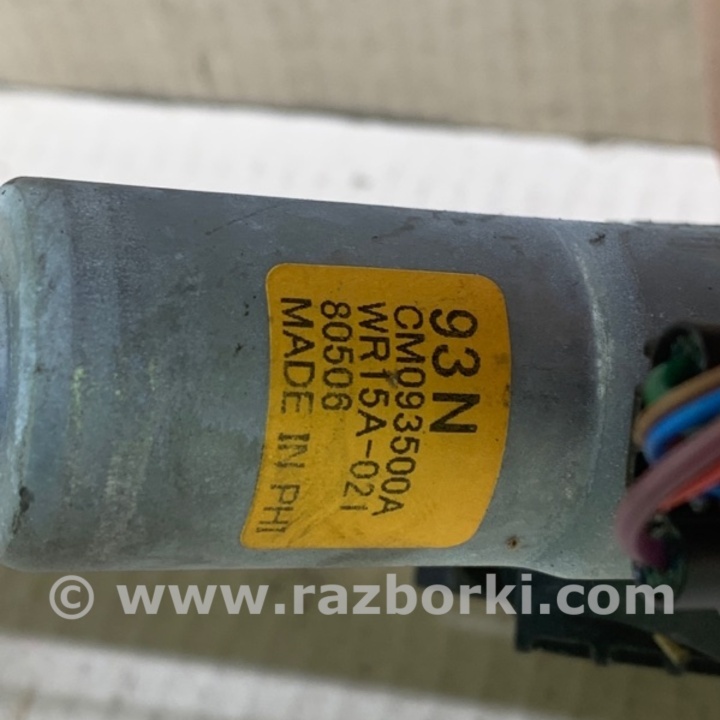 93N
CM093500A
WR15A-021
80506
MADE IN PHI
© www.razborki.com